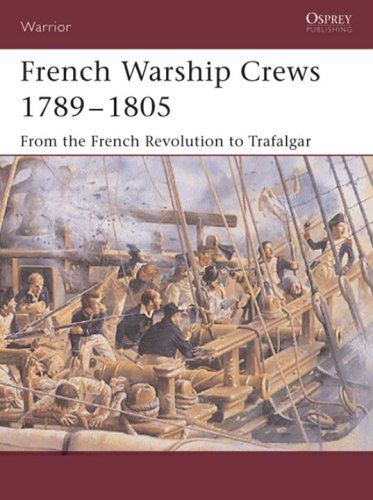 Warrior
OSPREY
PUBLISHING
French Warship Crews
1789–1805
From the French Revolution to Trafalgar